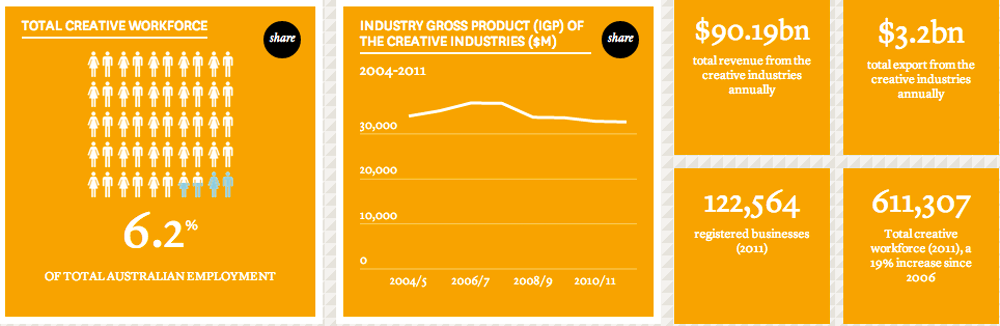 TOTAL CREATIVE WORKFORCE
share
6.2%
OF TOTAL AUSTRALIAN EMPLOYMENT
INDUSTRY GROSS PRODUCT (IGP) OF
THE CREATIVE INDUSTRIES ($M)
share
2004-2011
30,000
20,000
10,000
0
2004/5 2006/7 2008/9 2010/11
$90.19bn
total revenue from the
creative industries
annually
$3.2bn
total export from the
creative industries
annually
122,564
registered businesses
(2011)
611,307
Total creative
workforce (2011), a
19% increase since
2006